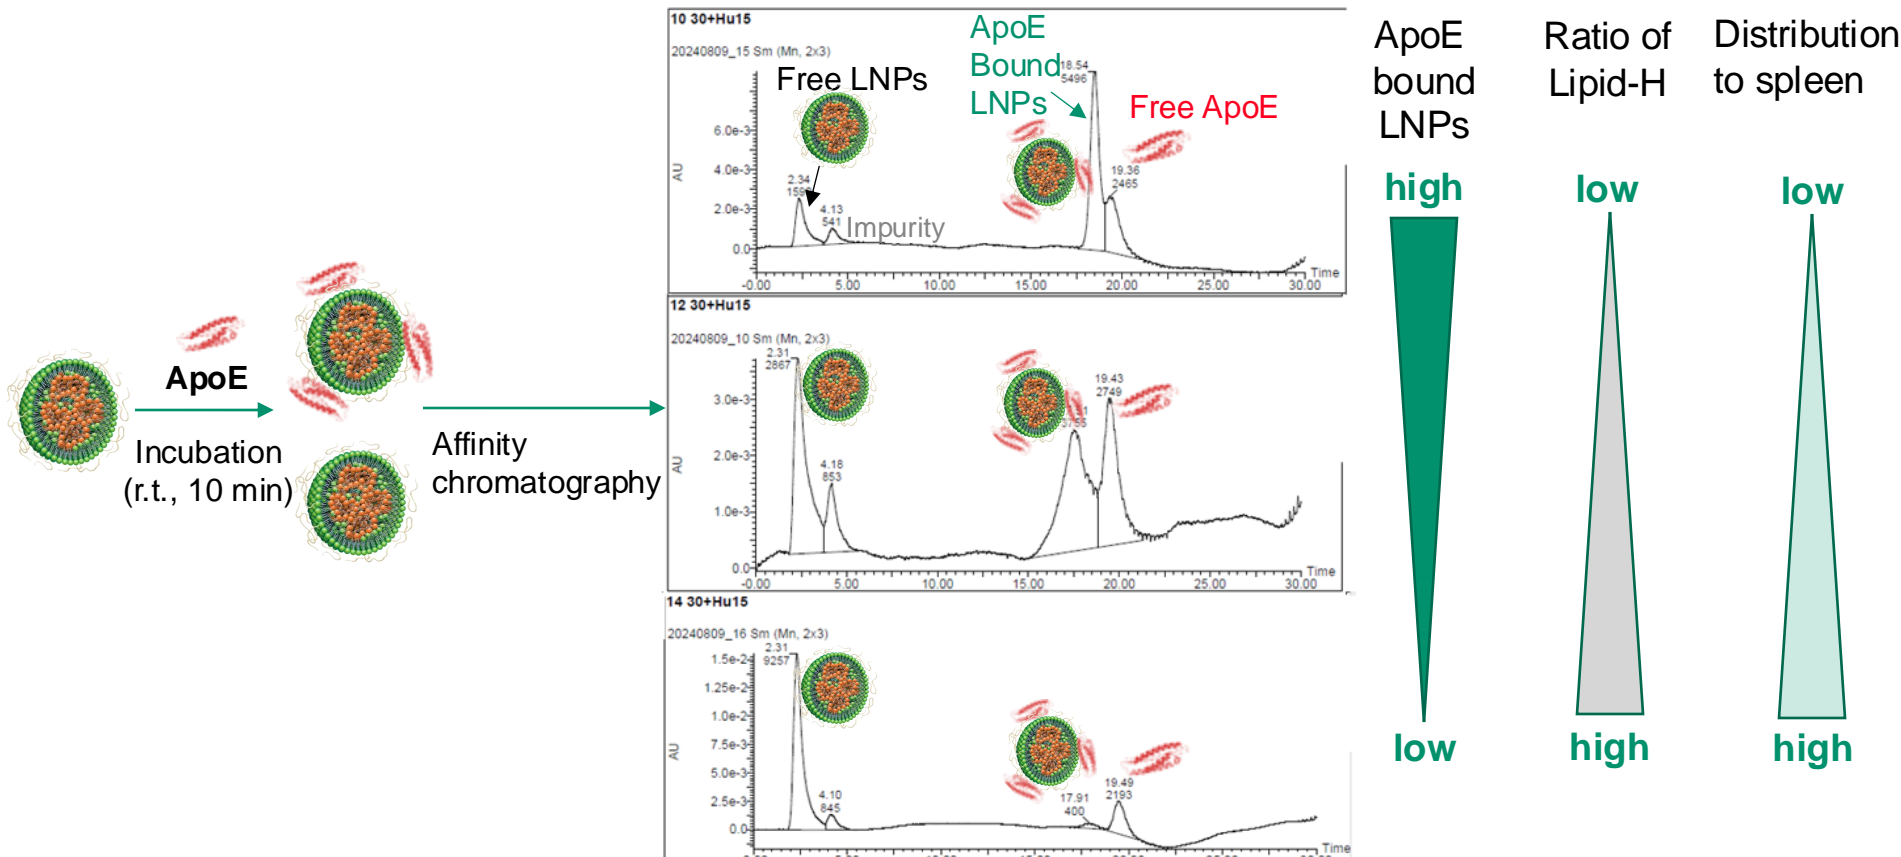 ApoE
Incubation
(r.t., 10 min)
Affinity
chromatography
10 30+Hu15
20240809_15 Sm (Mn, 2x3)
Free LNPs
ApoE
Bound
LNPs
Free ApoE
Impurity
18.54
5496
19.36
2465
2.34
4.13
541
AU
6.0e-3
4.0e-3
2.0e-3
0.0
-0.00
5.00
10.00
15.00
20.00
25.00
30.00
Time
12 30+Hu15
20240809_10 Sm (Mn, 2x3)
2.31
2867
4.18
853
19.43
2749
AU
3.0e-3
2.0e-3
1.0e-3
0.0
-0.00
5.00
10.00
15.00
20.00
25.00
30.00
Time
14 30+Hu15
20240809_16 Sm (Mn, 2x3)
2.31
9257
4.10
845
17.91
400
19.49
2193
AU
1.5e-2
1.25e-2
1.0e-2
7.5e-3
5.0e-3
2.5e-3
0.0
Time
ApoE
bound
LNPs
high
low
Ratio of
Lipid-H
low
high
Distribution
to spleen
low
high